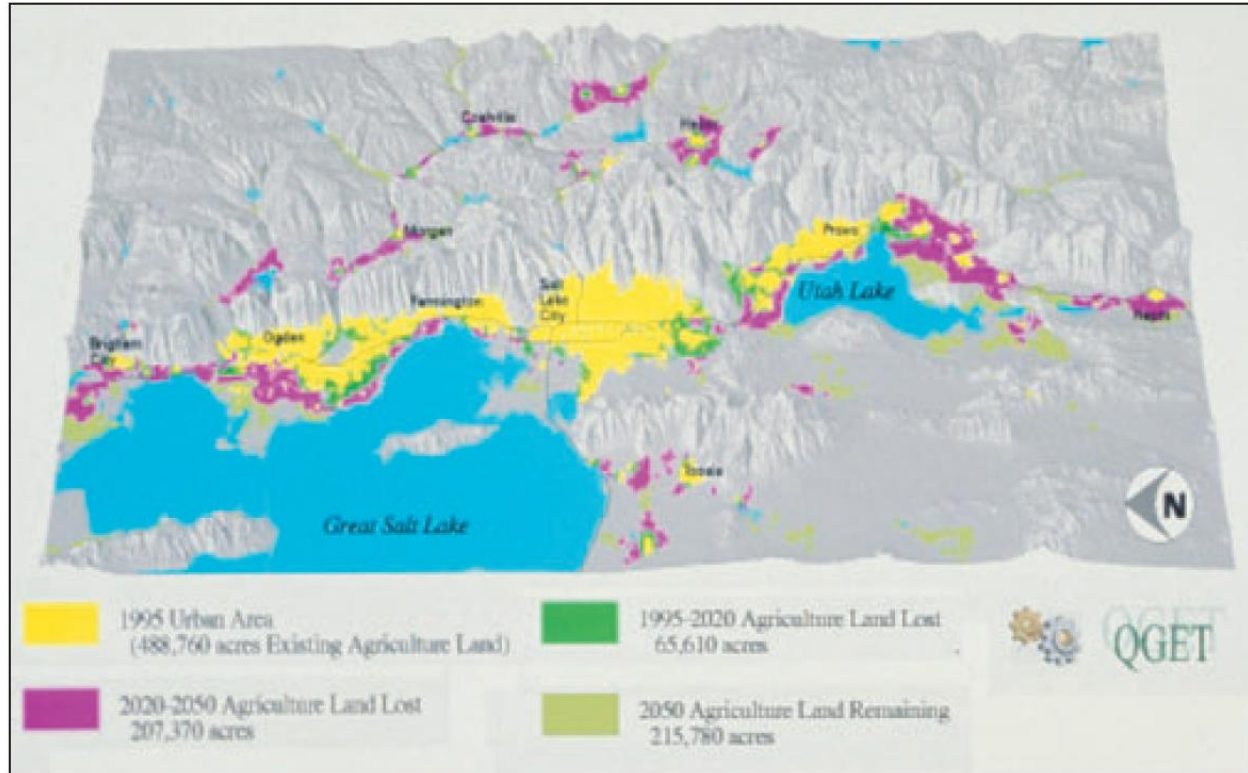 Coalville
Heber
Morgan
Provo
Utah Lake
Farmington
Salt
Lake
City
Ogden
Nephi
Brigham
City
Tooele
N
Great Salt Lake
1995 Urban Area
(488,760 acres Existing Agriculture Land)
1995-2020 Agriculture Land Lost
65,610 acres
QGET
2020-2050 Agriculture Land Lost
207,370 acres
2050 Agriculture Land Remaining
215,780 acres